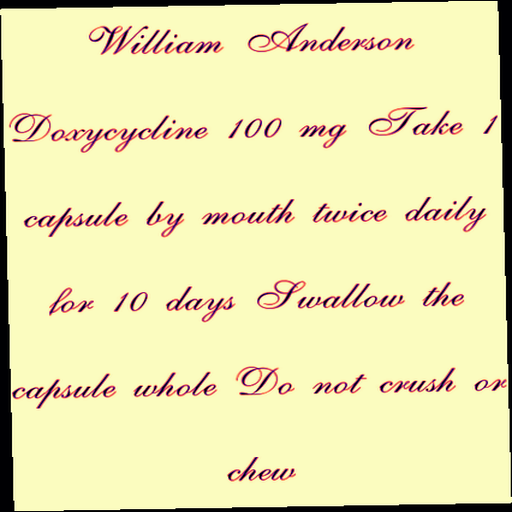 William Anderson
Doxycycline 100 mg Take 1
capsule by mouth twice daily
for 10 days Swallow the
capsule whole Do not crush or
chew